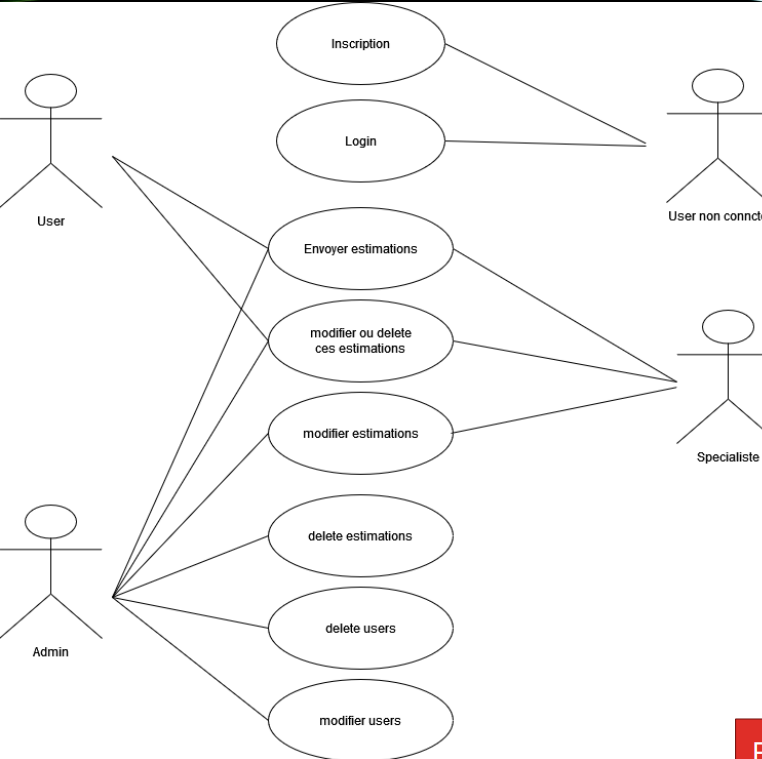 Inscription
Login
User
User non connct
Envoyer estimations
modifier ou delete
ces estimations
modifier estimations
Specialiste
delete estimations
delete users
Admin
modifier users